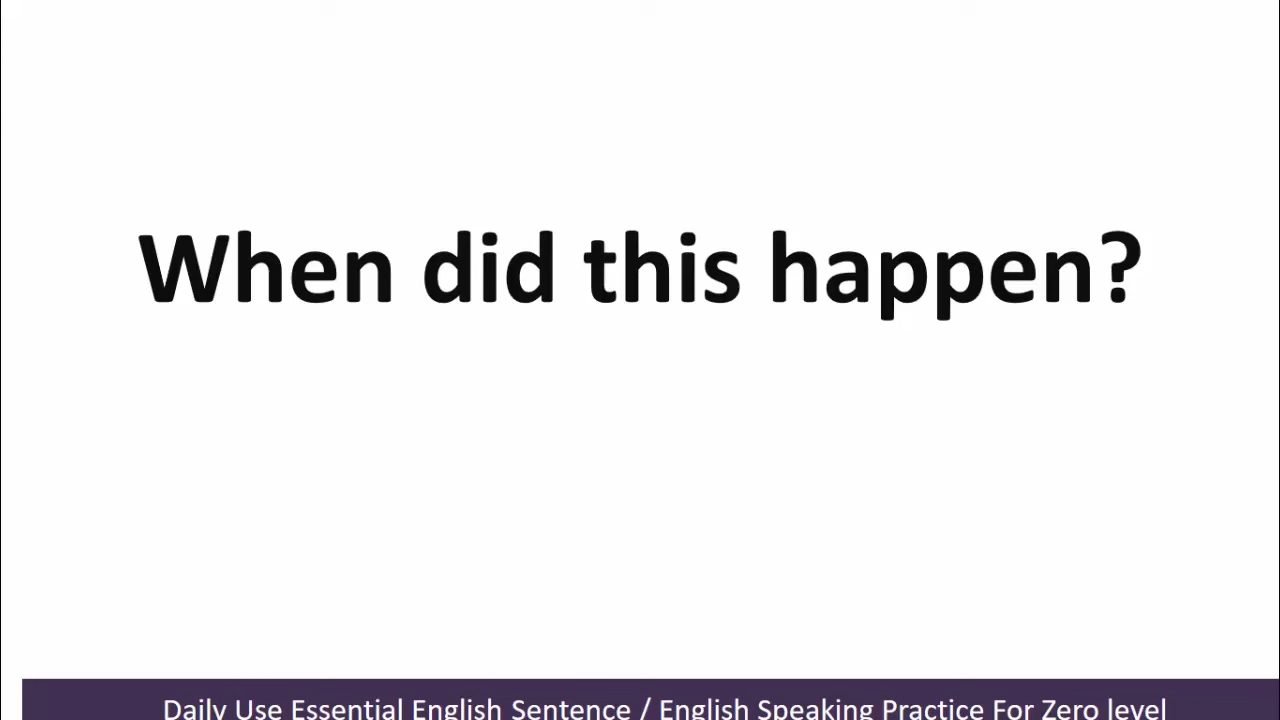 When did this happen?
Daily Use Essential English Sentence / English Speaking Practice For Zero level